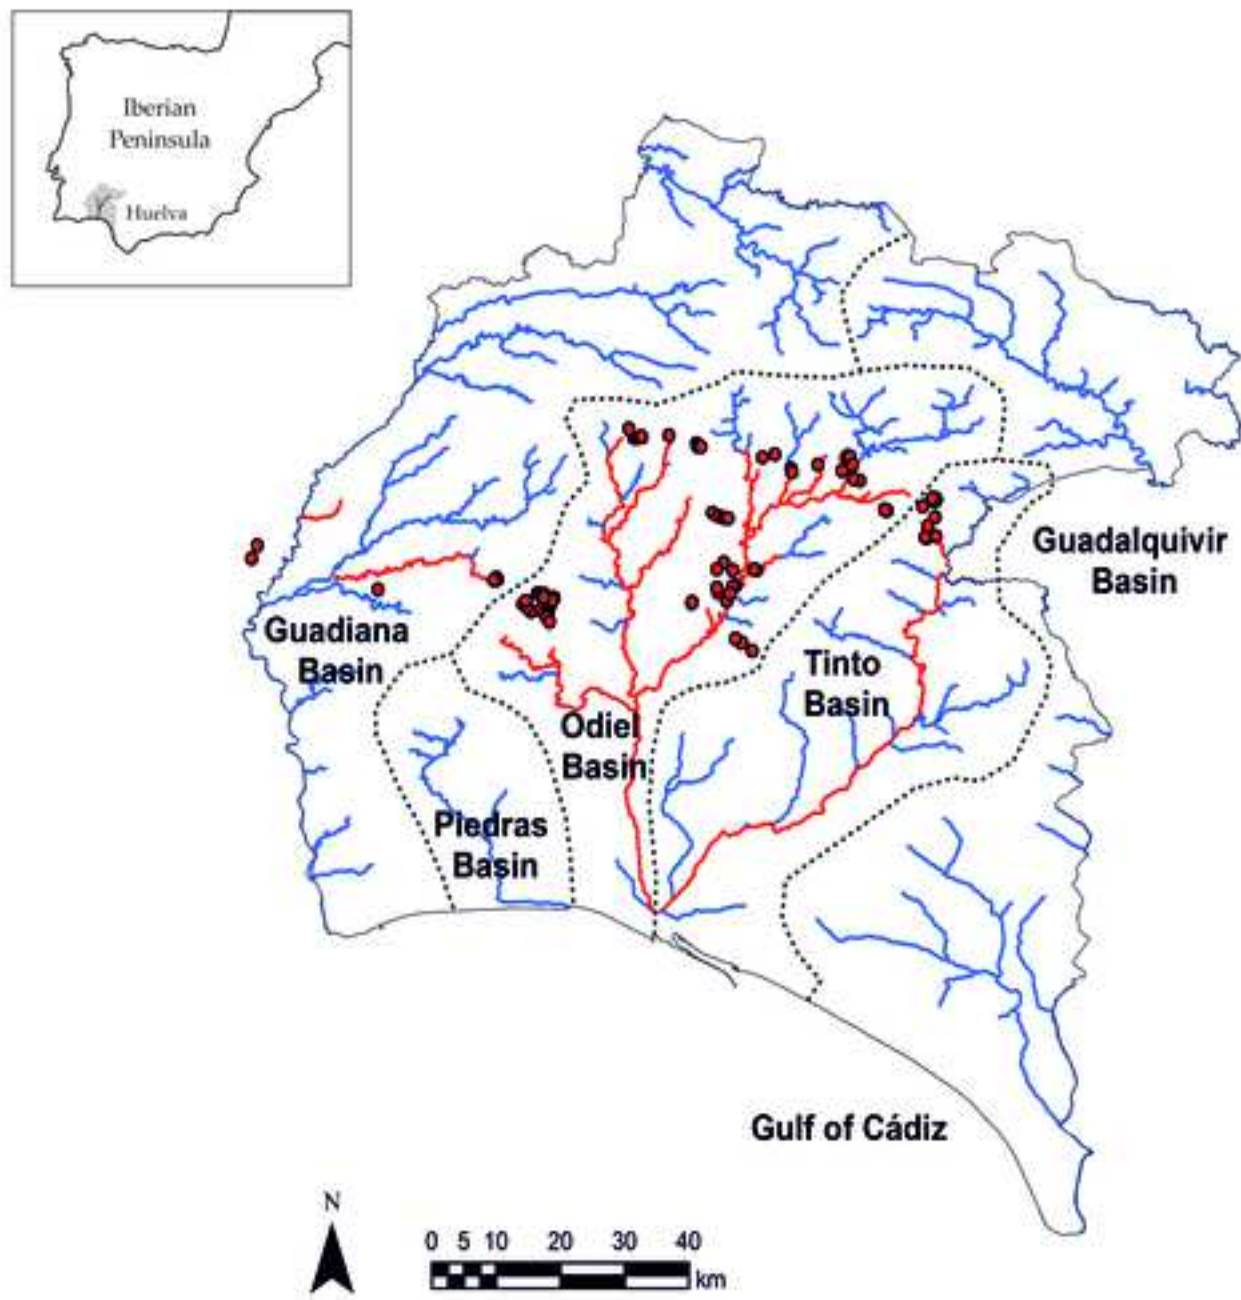 Iberian
Peninsula
Huelva
Guadalquivir
Basin
Guadiana
Basin
Tinto
Basin
Odiel
Basin
Piedras
Basin
Gulf of Cádiz
N
0 5 10 20 30 40
km